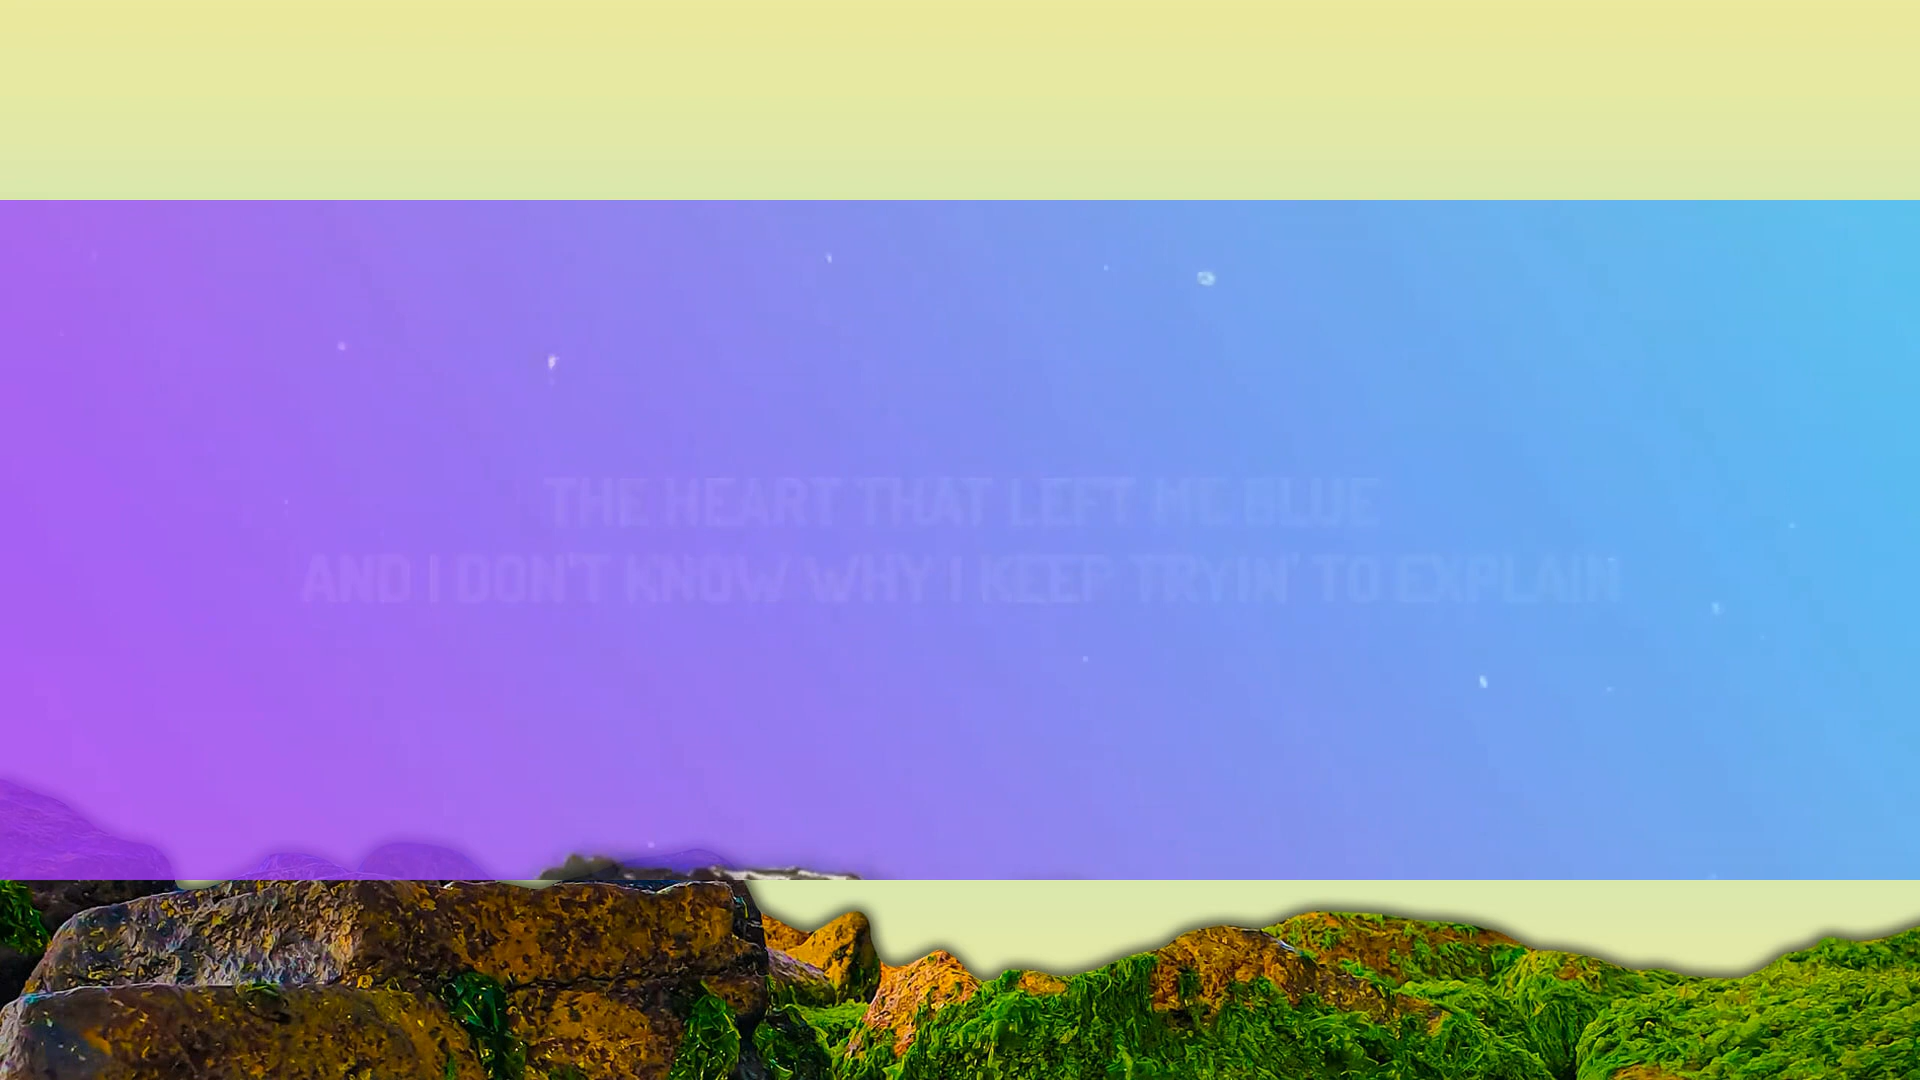 THE HEART THAT LEFT ME BLUE
AND I DON'T KNOW WHY I KEEP TRYIN' TO EXPLAIN